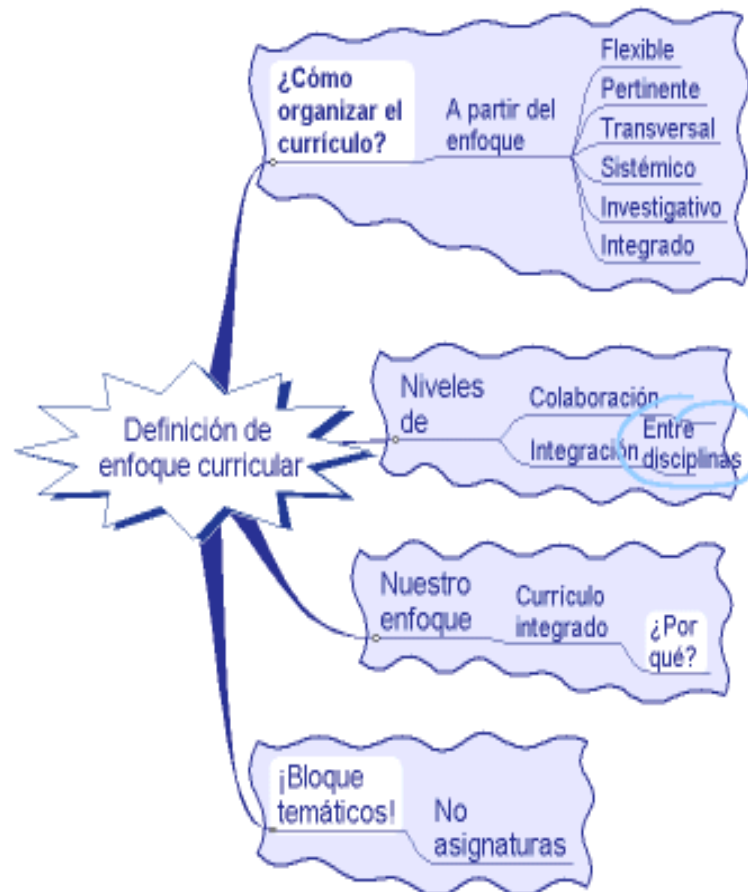 ¿Cómo
organizar el
currículo?
A partir del
enfoque
Flexible
Pertinente
Transversal
Sistémico
Investigativo
Integrado
Definición de
enfoque curricular
Niveles
de
Colaboración
Integración
Entre
disciplinas
Nuestro
enfoque
Currículo
integrado
¿Por
qué?
¡Bloque
temáticos!
No
asignaturas